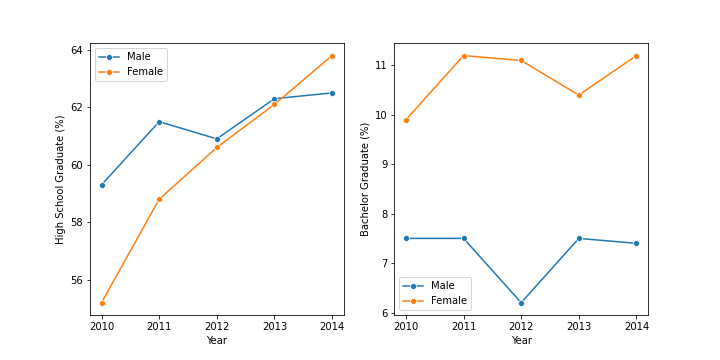 64
62
60
58
56
High School Graduate (%)
Male
Female
2010 2011 2012 2013 2014
Year
11
10
9
8
7
6
Bachelor Graduate (%)
Male
Female
2010 2011 2012 2013 2014
Year